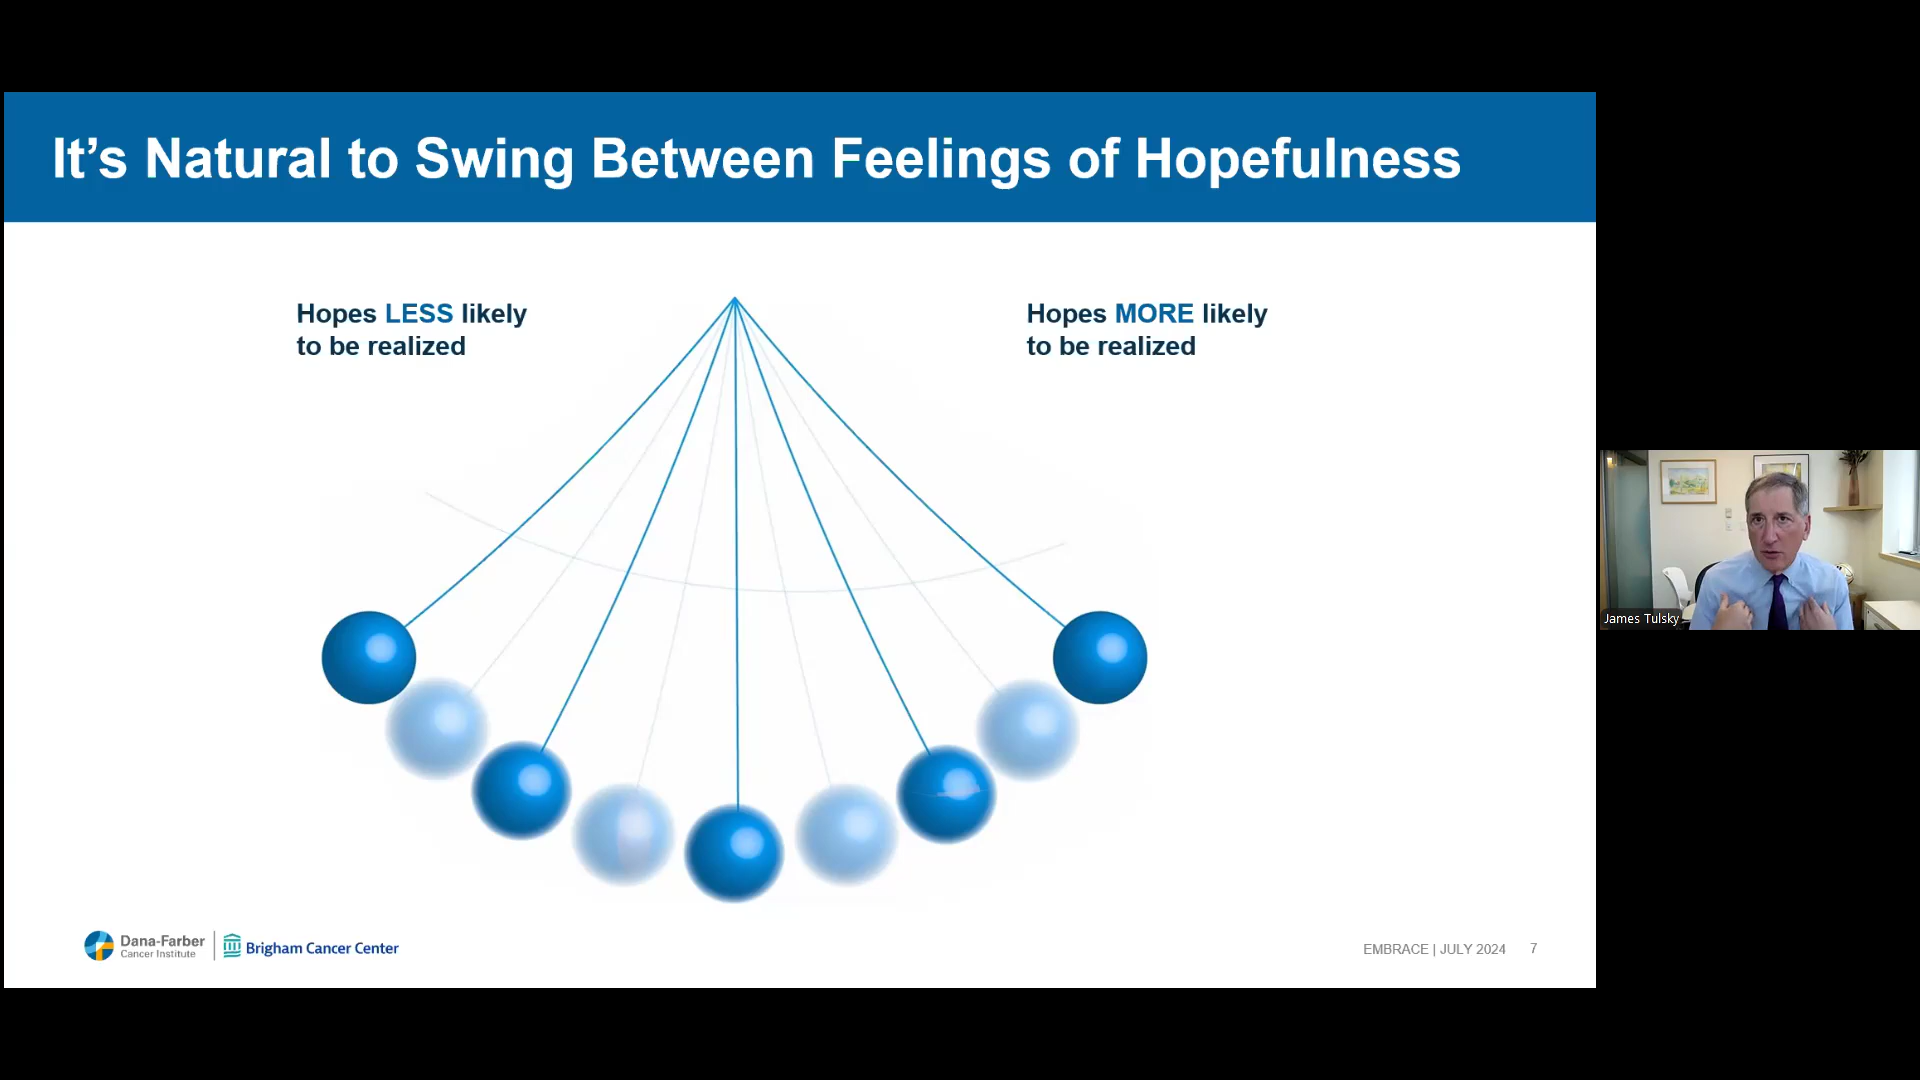 It's Natural to Swing Between Feelings of Hopefulness
Hopes LESS likely
to be realized
Hopes MORE likely
to be realized
James Tulsky
Dana-Farber
Cancer Institute
Brigham Cancer Center
EMBRACE | JULY 2024 7